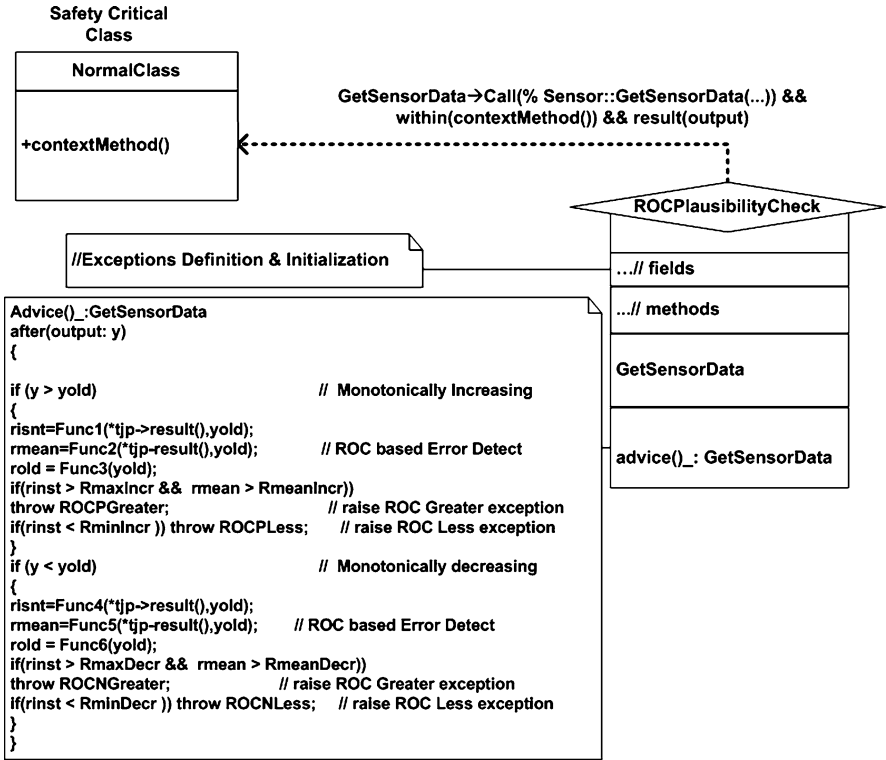 Safety Critical
Class
NormalClass
+contextMethod()
GetSensorData→Call(% Sensor::GetSensorData(...)) &&
within(contextMethod()) && result(output)
ROCPlausibilityCheck
...// fields
...// methods
GetSensorData
advice()_: GetSensorData
//Exceptions Definition & Initialization
Advice()_:GetSensorData
after(output: y)
{
if (y > yold) // Monotonically Increasing
{
risnt=Func1(*tjp->result(),yold);
rmean=Func2(*tjp-result(),yold); // ROC based Error Detect
rold = Func3(yold);
if(rinst > RmaxIncr && rmean > RmeanIncr))
throw ROCPGreater; // raise ROC Greater exception
if(rinst < RminIncr )) throw ROCPLess; // raise ROC Less exception
}
if (y < yold) // Monotonically decreasing
{
risnt=Func4(*tjp->result(),yold);
rmean=Func5(*tjp-result(),yold); // ROC based Error Detect
rold = Func6(yold);
if(rinst > RmaxDecr && rmean > RmeanDecr))
throw ROCNGreater; // raise ROC Greater exception
if(rinst < RminDecr )) throw ROCNLess; // raise ROC Less exception
}
}